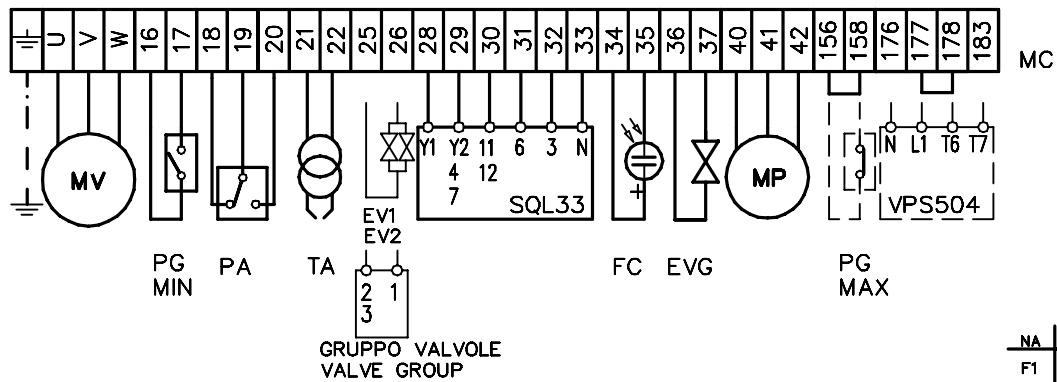 U V W 16 17 18 19 20 21 22 25 26 28 29 30 31 32 33 34 35 36 37 40 41 42 156 158 176 177 178 183
MC
Y1 Y2 11 6 3 N
4 12
7
SQL33
MV
MP
+
N L1 T6 T7
VPS504
EV1
EV2
PG
MIN
PA
TA
FC
EVG
PG
MAX
2 1
3
GRUPPO VALVOLE
VALVE GROUP
NA
F1